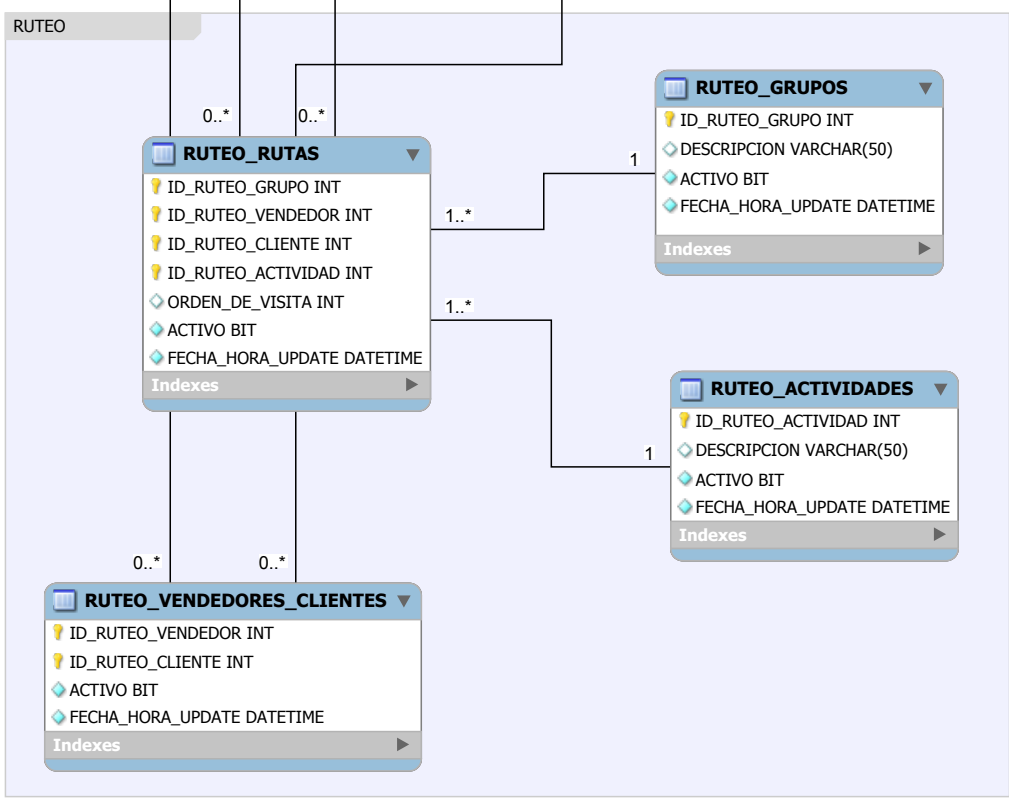 RUTEO
0..*
0..*
RUTEO_RUTAS
ID_RUTEO_GRUPO INT
ID_RUTEO_VENDEDOR INT
ID_RUTEO_CLIENTE INT
ID_RUTEO_ACTIVIDAD INT
ORDEN_DE_VISITA INT
ACTIVO BIT
FECHA_HORA_UPDATE DATETIME
Indexes
1..*
1
RUTEO_GRUPOS
ID_RUTEO_GRUPO INT
DESCRIPCION VARCHAR(50)
ACTIVO BIT
FECHA_HORA_UPDATE DATETIME
Indexes
1..*
1
RUTEO_ACTIVIDADES
ID_RUTEO_ACTIVIDAD INT
DESCRIPCION VARCHAR(50)
ACTIVO BIT
FECHA_HORA_UPDATE DATETIME
Indexes
0..*
0..*
RUTEO_VENDEDORES_CLIENTES
ID_RUTEO_VENDEDOR INT
ID_RUTEO_CLIENTE INT
ACTIVO BIT
FECHA_HORA_UPDATE DATETIME
Indexes